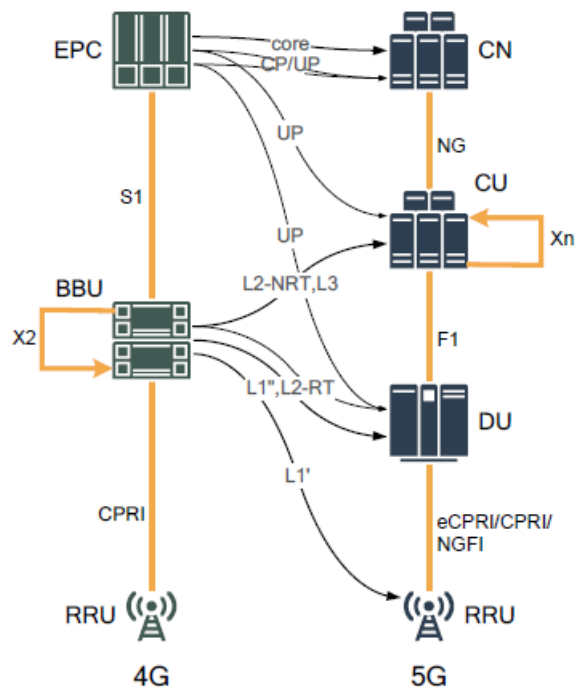 EPC
core
CP/UP
CN
UP
NG
S1
CU
Xn
UP
BBU
L2-NRT,L3
X2
F1
L1",L2-RT
DU
L1'
CPRI
eCPRI/CPRI/
NGFI
RRU
RRU
4G
5G